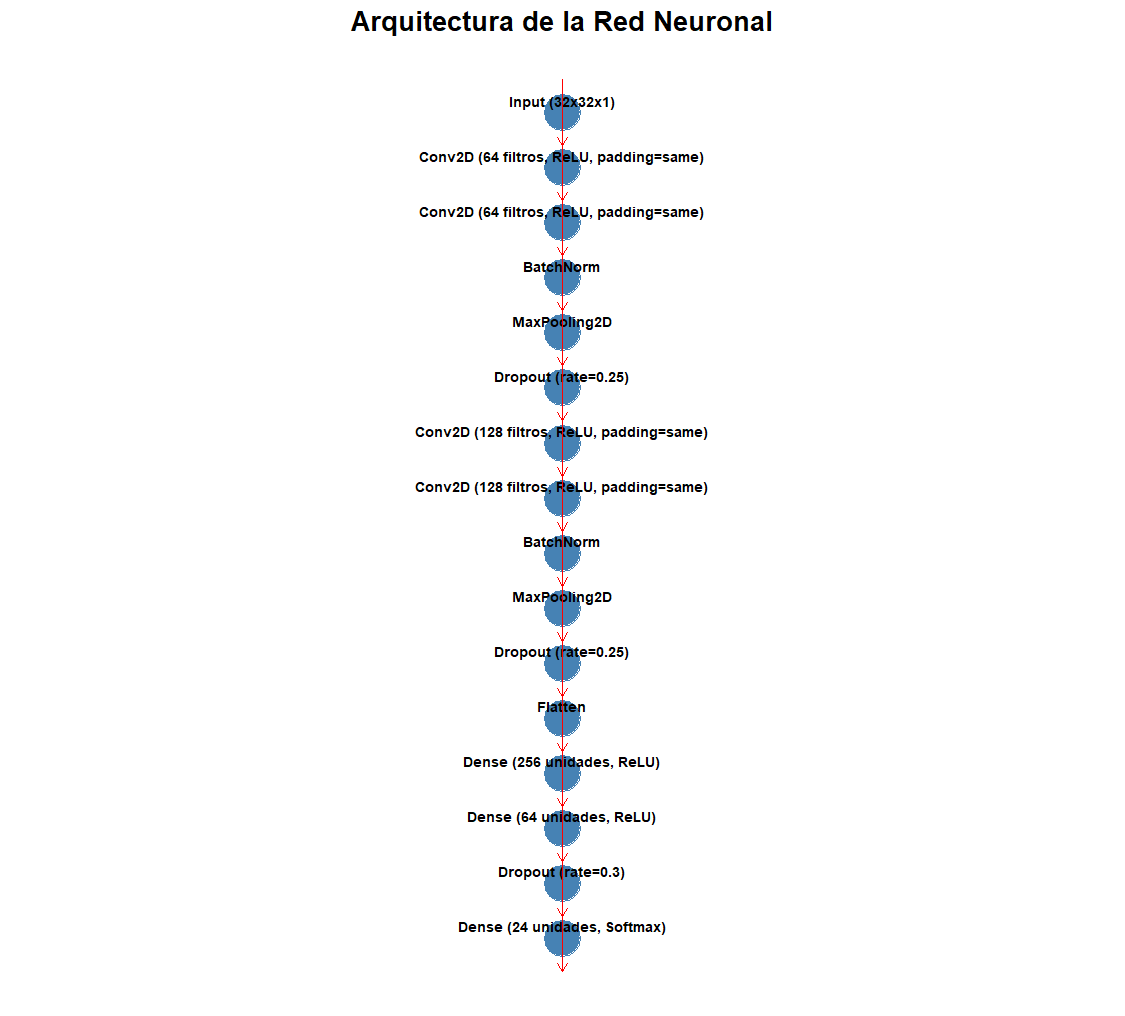 Arquitectura de la Red Neuronal
Input (32x32x1)
Conv2D (64 filtros, ReLU, padding=same)
Conv2D (64 filtros, ReLU, padding=same)
BatchNorm
MaxPooling2D
Dropout (rate=0.25)
Conv2D (128 filtros, ReLU, padding=same)
Conv2D (128 filtros, ReLU, padding=same)
BatchNorm
MaxPooling2D
Dropout (rate=0.25)
Flatten
Dense (256 unidades, ReLU)
Dense (64 unidades, ReLU)
Dropout (rate=0.3)
Dense (24 unidades, Softmax)